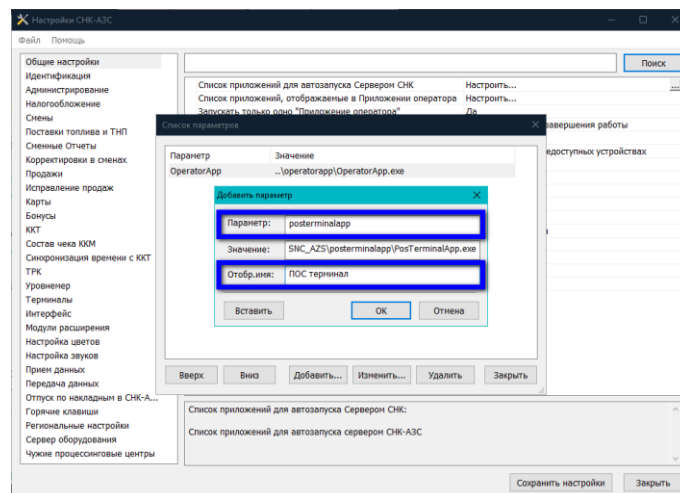 Настройки СНК-АЗС
Файл Помощь
Общие настройки
Идентификация
Администрирование
Налогообложение
Смены
Поставки топлива и ТНП
Сменные Отчеты
Корректировки в сменах
Продажи
Исправление продаж
Карты
Бонусы
ККТ
Состав чека ККМ
Синхронизация времени с ККТ
ТРК
Уровнемер
Терминалы
Интерфейс
Модули расширения
Настройка цветов
Настройка звуков
Прием данных
Передача данных
Отпуск по накладным в СНК-А...
Горячие клавиши
Региональные настройки
Сервер оборудования
Чужие процессинговые центры
Поиск
Список приложений для автозапуска Сервером СНК Настроить... ...
Список приложений, отображаемые в Приложении оператора Настроить...
Запускать только одно "Приложение оператора" Да
завершения работы
едоступных устройствах
Список параметров
Параметр Значение
OperatorApp ..\operatorapp\OperatorApp.exe
Добавить параметр
Параметр: posterminalapp
Значение: SNC_AZS\posterminalapp\PosTerminalApp.exe
Отобр.имя: ПОС терминал
Вставить ОК Отмена
Вверх Вниз Добавить... Изменить... Удалить Закрыть
Список приложений для автозапуска Сервером СНК:
Список приложений для автозапуска сервером СНК-АЗС
Сохранить настройки Закрыть